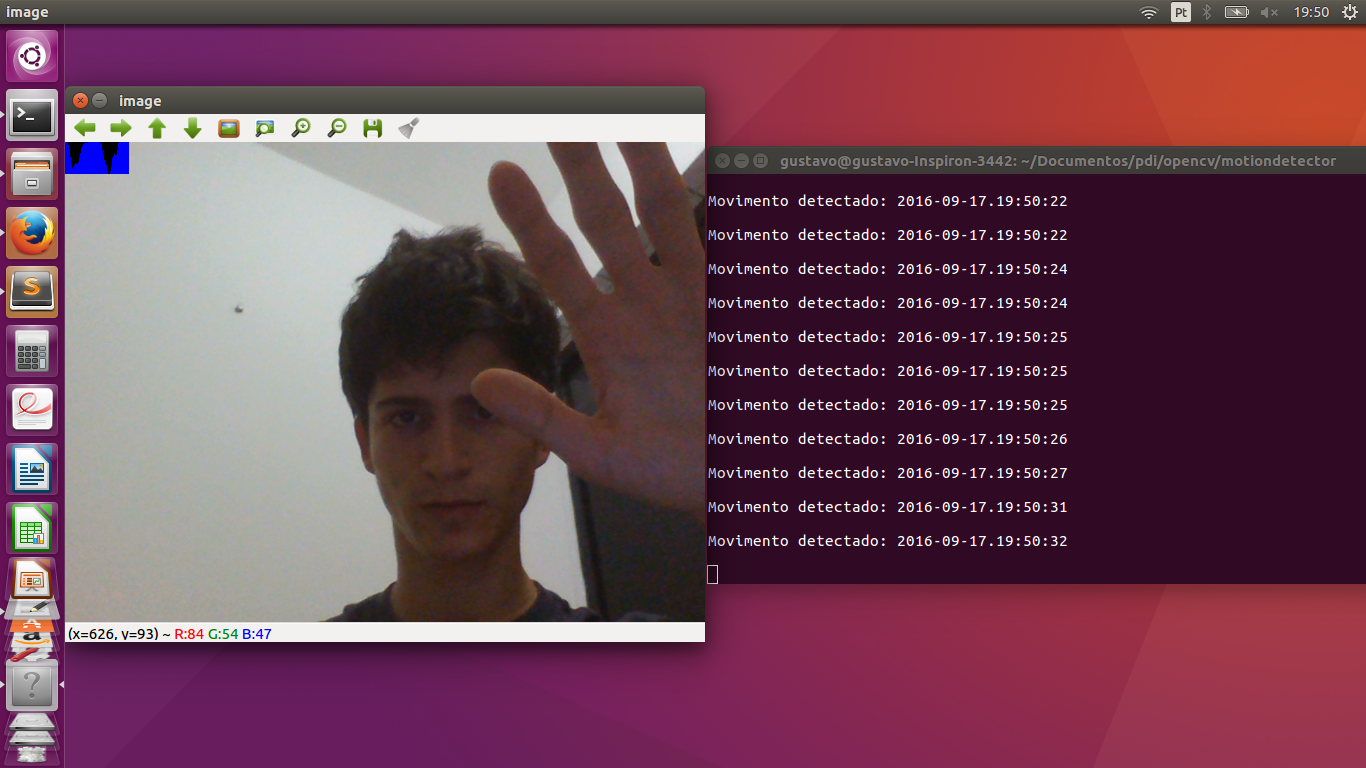 image
Pt
19:50
image
gustavo@gustavo-Inspiron-3442: ~/Documentos/pdi/opencv/motiondetector
Movimento detectado: 2016-09-17.19:50:22
Movimento detectado: 2016-09-17.19:50:22
Movimento detectado: 2016-09-17.19:50:24
Movimento detectado: 2016-09-17.19:50:24
Movimento detectado: 2016-09-17.19:50:25
Movimento detectado: 2016-09-17.19:50:25
Movimento detectado: 2016-09-17.19:50:25
Movimento detectado: 2016-09-17.19:50:26
Movimento detectado: 2016-09-17.19:50:27
Movimento detectado: 2016-09-17.19:50:31
Movimento detectado: 2016-09-17.19:50:32
(x=626, y=93) ~ R:84 G:54 B:47